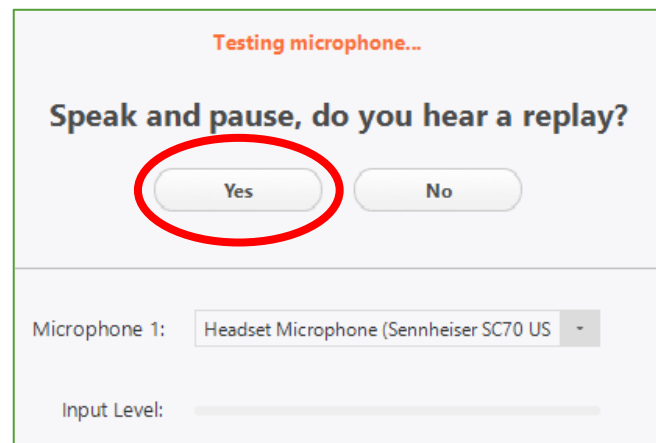 Testing microphone...
Speak and pause, do you hear a replay?
Yes No
Microphone 1: Headset Microphone (Sennheiser SC70 US
Input Level: